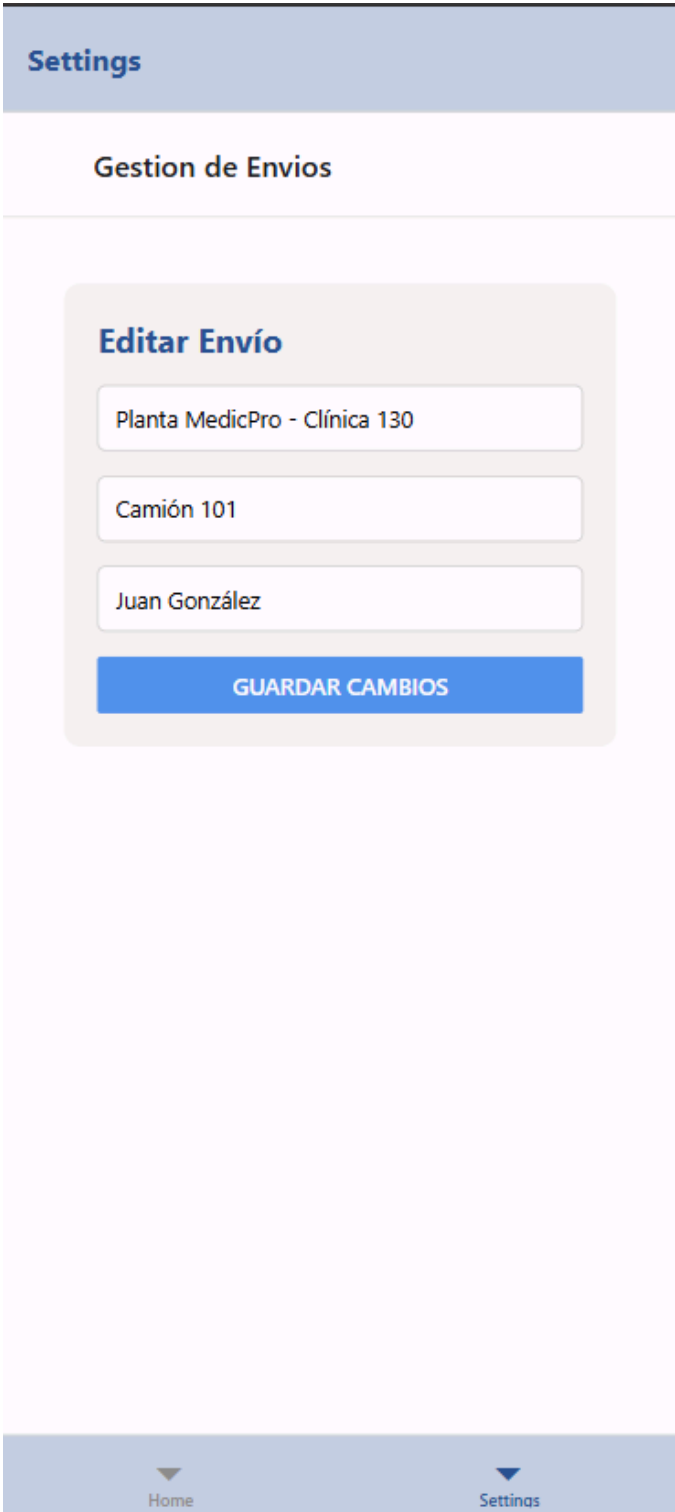 Settings
Gestion de Envios
Editar Envío
Planta MedicPro - Clínica 130
Camión 101
Juan González
GUARDAR CAMBIOS
Home
Settings